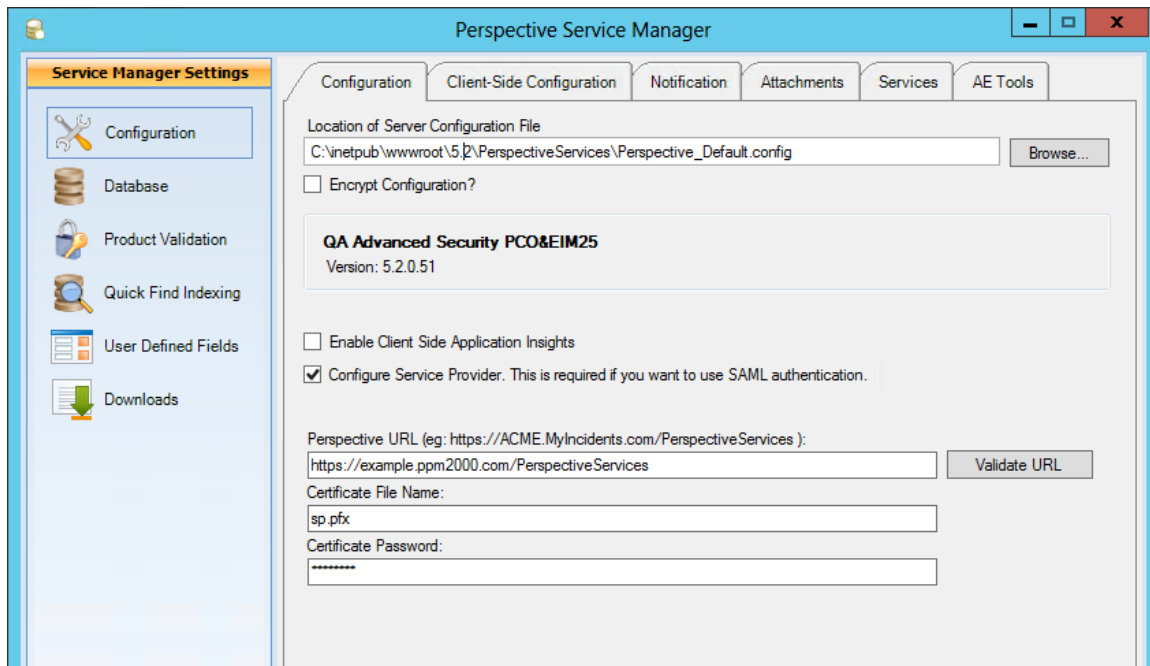 Perspective Service Manager
Service Manager Settings
Configuration
Database
Product Validation
Quick Find Indexing
User Defined Fields
Downloads
Configuration Client-Side Configuration Notification Attachments Services AE Tools
Location of Server Configuration File
C:\inetpub\wwwroot\5.2\PerspectiveServices\Perspective_Default.config Browse...
Encrypt Configuration?
QA Advanced Security PCO&EIM25
Version: 5.2.0.51
Enable Client Side Application Insights
Configure Service Provider. This is required if you want to use SAML authentication.
Perspective URL (eg: https://ACME.MyIncidents.com/PerspectiveServices ):
https://example.ppm2000.com/PerspectiveServices Validate URL
Certificate File Name:
sp.pfx
Certificate Password:
********